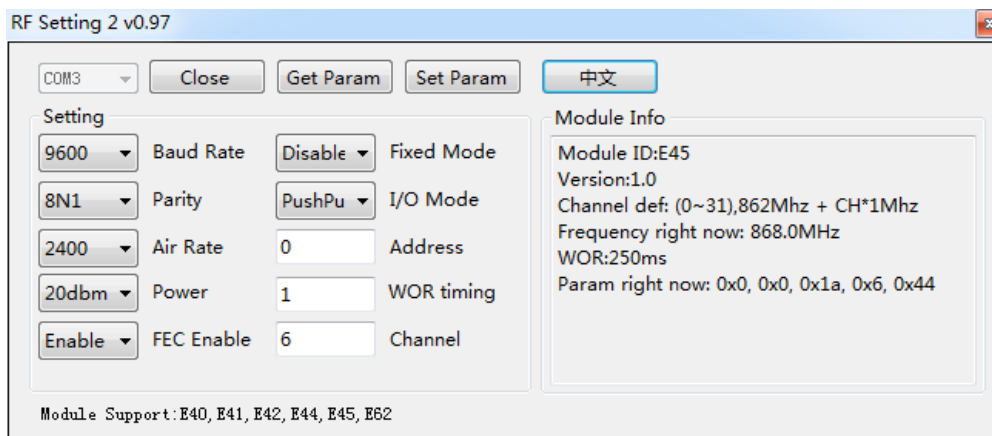 RF Setting 2 v0.97
COM3 Close Get Param Set Param 中文
Setting
9600 Baud Rate Disable Fixed Mode
8N1 Parity PushPu I/O Mode
2400 Air Rate 0 Address
20dbm Power 1 WOR timing
Enable FEC Enable 6 Channel
Module Info
Module ID:E45
Version:1.0
Channel def: (0~31),862Mhz + CH*1Mhz
Frequency right now: 868.0MHz
WOR:250ms
Param right now: 0x0, 0x0, 0x1a, 0x6, 0x44
Module Support:E40, E41, E42, E44, E45, E62